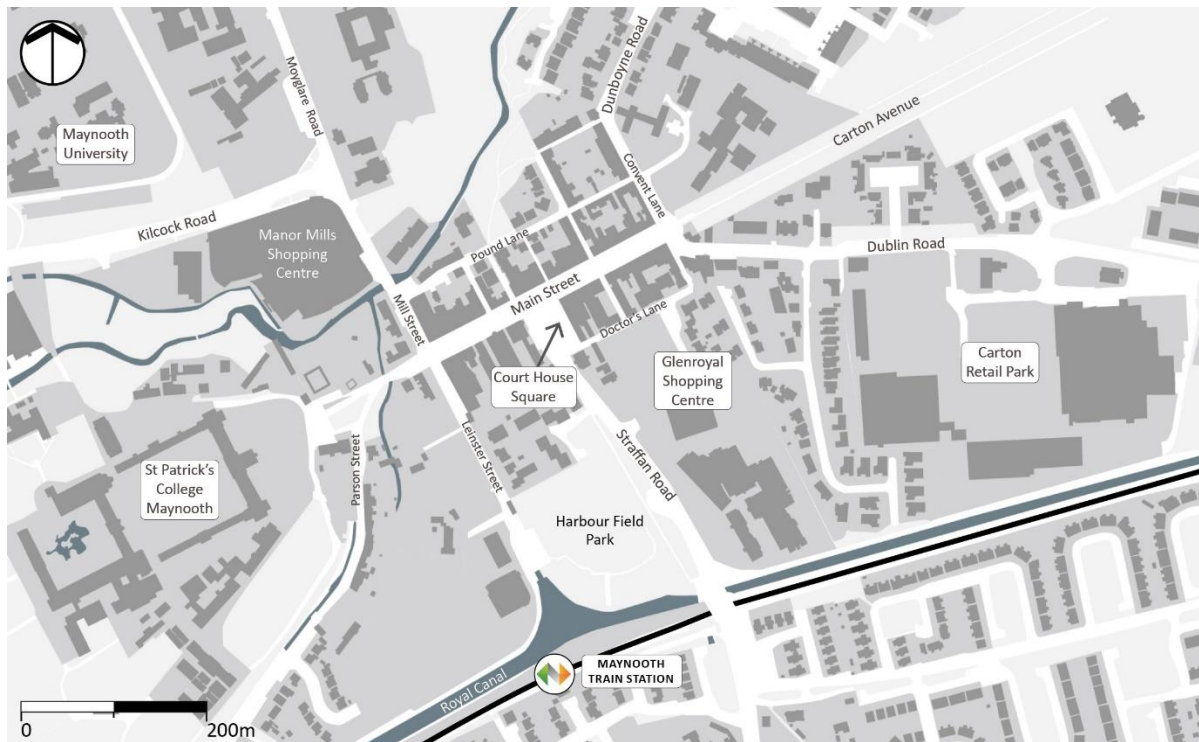 Dunboyne Road
Moyglare Road
Carton Avenue
Maynooth
University
Convent Lane
Kilcock Road
Manor Mills
Shopping
Centre
Pound Lane
Dublin Road
Main Street
Mill Street
Doctor's Lane
Court House
Square
Glenroyal
Shopping
Centre
Carton
Retail Park
Leinster Street
Straffan Road
St Patrick's
College
Maynooth
Parson Street
Harbour Field
Park
MAYNOOTH
TRAIN STATION
Royal Canal
0
200m